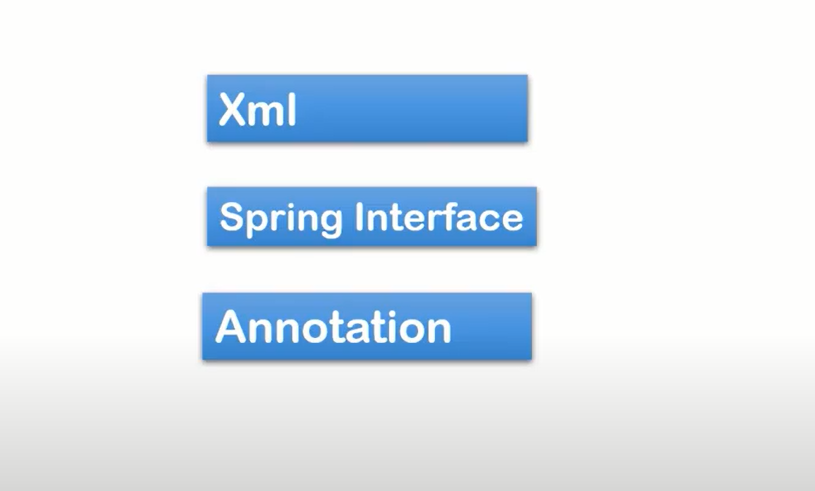 Xml
Spring Interface
Annotation